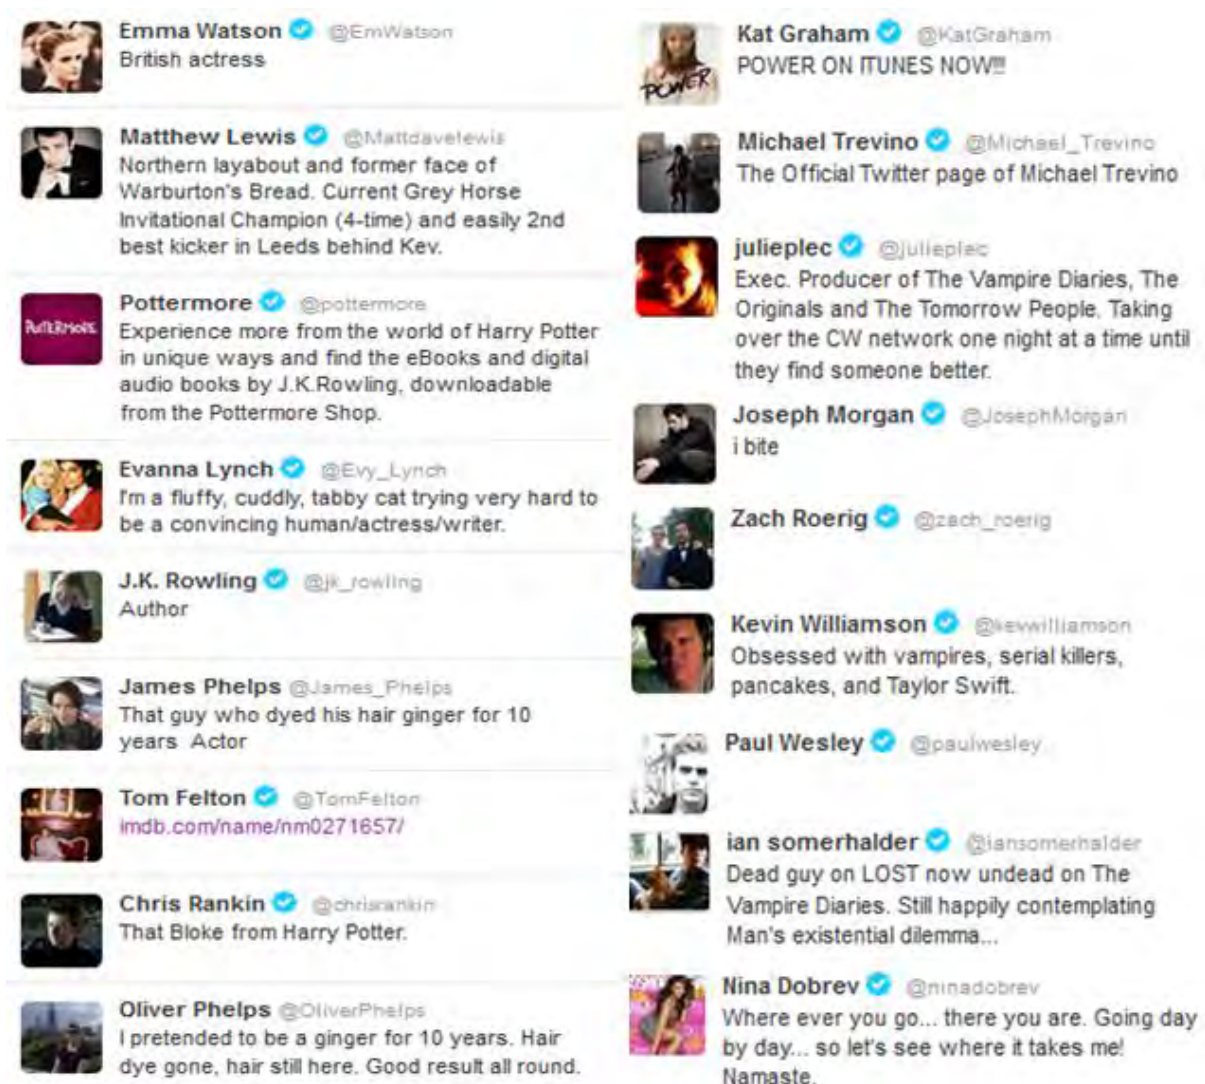 Emma Watson @EmWatson
British actress
Matthew Lewis @Mattdavelewis
Northern layabout and former face of
Warburton's Bread. Current Grey Horse
Invitational Champion (4-time) and easily 2nd
best kicker in Leeds behind Kev.
POTTERMORE
Pottermore @pottermore
Experience more from the world of Harry Potter
in unique ways and find the eBooks and digital
audio books by J.K.Rowling, downloadable
from the Pottermore Shop.
Evanna Lynch @Evy_Lynch
I'm a fluffy, cuddly, tabby cat trying very hard to
be a convincing human/actress/writer.
J.K. Rowling @jk_rowling
Author
James Phelps @James_Phelps
That guy who dyed his hair ginger for 10
years Actor
Tom Felton @TomFelton
imdb.com/name/nm0271657/
Chris Rankin @chrisrankin
That Bloke from Harry Potter.
Oliver Phelps @OliverPhelps
I pretended to be a ginger for 10 years. Hair
dye gone, hair still here. Good result all round.
POWER
Kat Graham @KatGraham
POWER ON ITUNES NOW!!!
Michael Trevino @Michael_Trevino
The Official Twitter page of Michael Trevino
julieplec @julieplec
Exec. Producer of The Vampire Diaries, The
Originals and The Tomorrow People. Taking
over the CW network one night at a time until
they find someone better.
Joseph Morgan @JosephMorgan
i bite
Zach Roerig @zach_roerig
Kevin Williamson @kevwilliamson
Obsessed with vampires, serial killers,
pancakes, and Taylor Swift.
Paul Wesley @paulwesley
ian somerhalder @iansomerhalder
Dead guy on LOST now undead on The
Vampire Diaries. Still happily contemplating
Man's existential dilemma...
Nina Dobrev @ninadobrev
Where ever you go... there you are. Going day
by day... so let's see where it takes me!
Namaste.